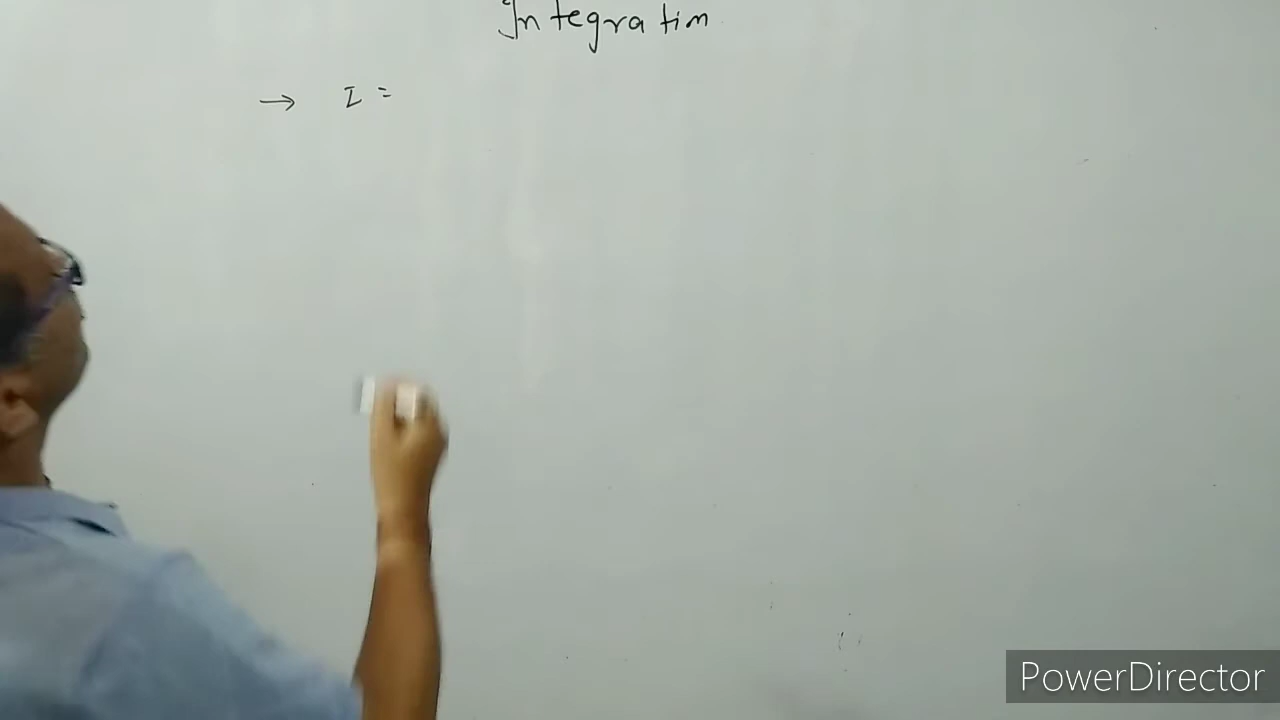 Integration
→ I =
PowerDirector